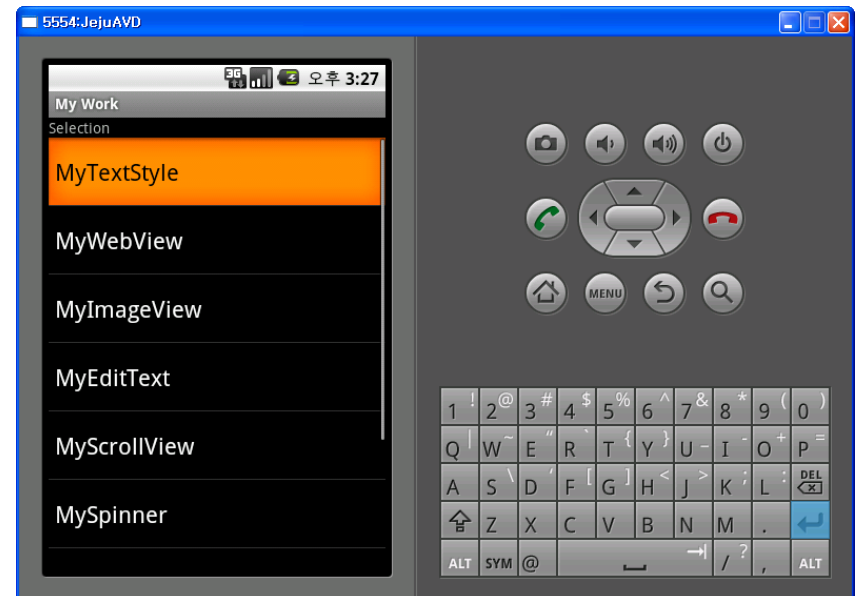 5554:JejuAVD
3G 오후 3:27
My Work
Selection
MyTextStyle
MyWebView
MyImageView
MyEditText
MyScrollView
MySpinner
MENU
1 ! 2 @ 3 # 4 $ 5 % 6 ^ 7 & 8 * 9 ( 0 )
Q | W ~ E " R ` T { Y } U - I - O + P =
A S \ D ' F [ G ] H < J > K ; L : DEL
Z X C V B N M .
ALT SYM @ / ? , ALT